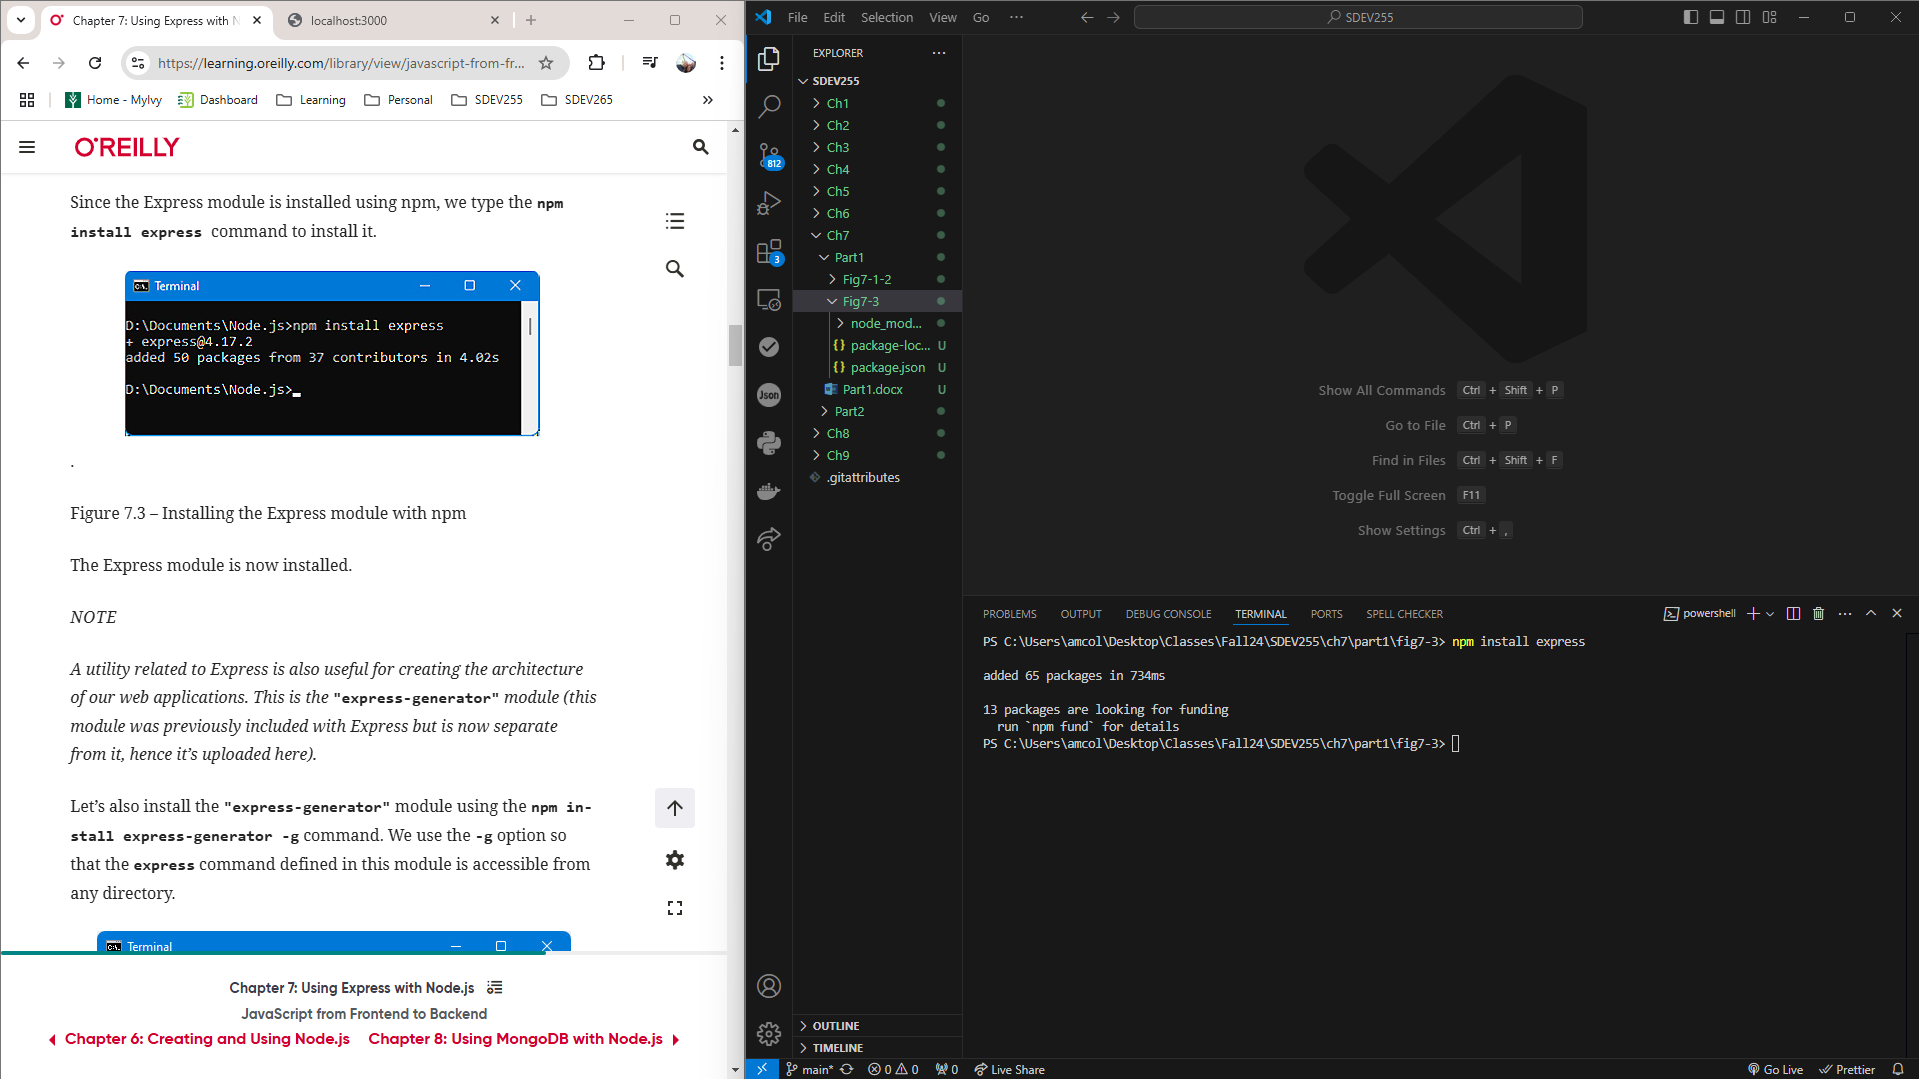 Chapter 7: Using Express with N
localhost:3000
https://learning.oreilly.com/library/view/javascript-from-fr...
Home - MyIvy
Dashboard
Learning
Personal
SDEV255
SDEV265
O'REILLY
Since the Express module is installed using npm, we type the npm
install express command to install it.
Terminal
D:\Documents\Node.js>npm install express
+ express@4.17.2
added 50 packages from 37 contributors in 4.02s
D:\Documents\Node.js>
.
Figure 7.3 – Installing the Express module with npm
The Express module is now installed.
NOTE
A utility related to Express is also useful for creating the architecture
of our web applications. This is the "express-generator" module (this
module was previously included with Express but is now separate
from it, hence it’s uploaded here).
Let’s also install the "express-generator" module using the npm in-
stall express-generator -g command. We use the -g option so
that the express command defined in this module is accessible from
any directory.
Terminal
Chapter 7: Using Express with Node.js
JavaScript from Frontend to Backend
Chapter 6: Creating and Using Node.js
Chapter 8: Using MongoDB with Node.js
File Edit Selection View Go ...
SDEV255
EXPLORER
SDEV255
Ch1
Ch2
Ch3
Ch4
Ch5
Ch6
Ch7
Part1
Fig7-1-2
Fig7-3
node_mod...
{} package-loc... U
{} package.json U
Part1.docx U
Part2
Ch8
Ch9
.gitattributes
812
3
Json
OUTLINE
TIMELINE
Show All Commands Ctrl + Shift + P
Go to File Ctrl + P
Find in Files Ctrl + Shift + F
Toggle Full Screen F11
Show Settings Ctrl + ,
PROBLEMS OUTPUT DEBUG CONSOLE TERMINAL PORTS SPELL CHECKER
powershell
PS C:\Users\amcol\Desktop\Classes\Fall24\SDEV255\ch7\part1\fig7-3> npm install express
added 65 packages in 734ms
13 packages are looking for funding
run `npm fund` for details
PS C:\Users\amcol\Desktop\Classes\Fall24\SDEV255\ch7\part1\fig7-3>
main* 0 0 0 Live Share
Go Live Prettier